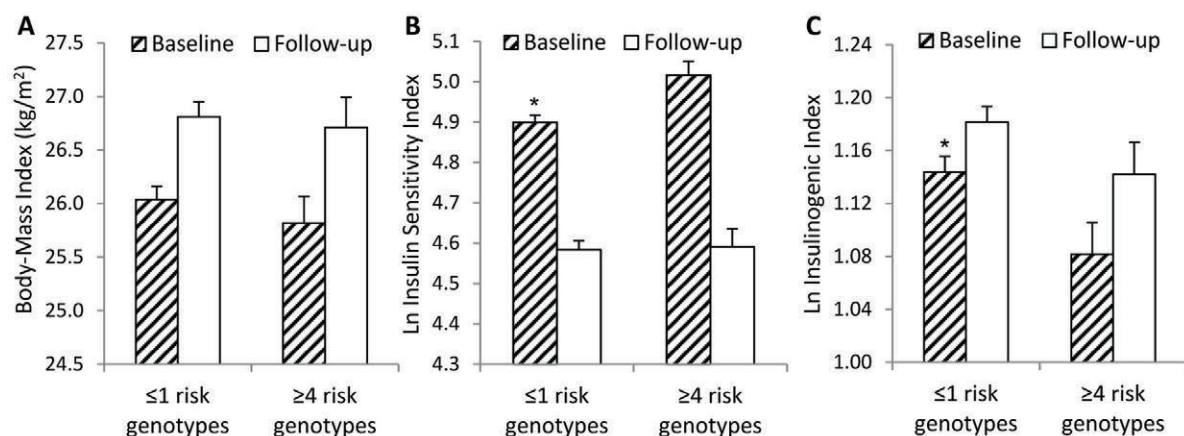 A
Body-Mass Index (kg/m²)
27.5
27.0
26.5
26.0
25.5
25.0
24.5
Baseline
Follow-up
≤1 risk
genotypes
≥4 risk
genotypes
B
Ln Insulin Sensitivity Index
5.1
5.0
4.9
4.8
4.7
4.6
4.5
4.4
4.3
Baseline
Follow-up
*
≤1 risk
genotypes
≥4 risk
genotypes
C
Ln Insulinogenic Index
1.24
1.20
1.16
1.12
1.08
1.04
1.00
Baseline
Follow-up
*
≤1 risk
genotypes
≥4 risk
genotypes